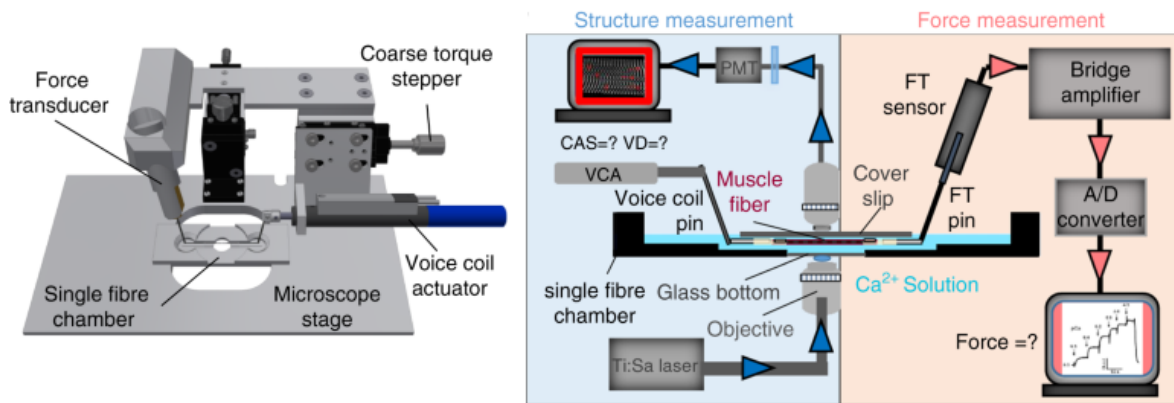 Force
transducer
Coarse torque
stepper
Single fibre
chamber
Microscope
stage
Voice coil
actuator
Structure measurement
Force measurement
PMT
CAS=? VD=?
VCA
Voice coil
pin
Muscle
fiber
Cover
slip
FT
sensor
FT
pin
Bridge
amplifier
A/D
converter
single fibre
chamber
Glass bottom
Objective
Ca²⁺ Solution
Ti:Sa laser
Force =?